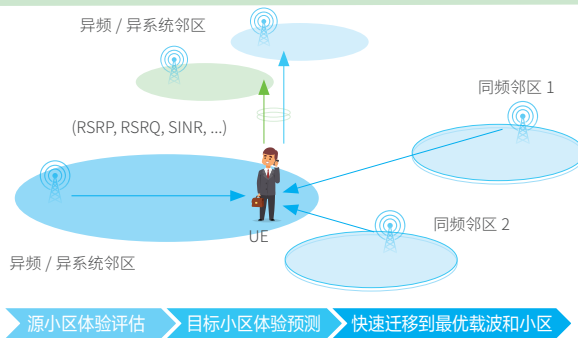 异频 / 异系统邻区
同频邻区 1
(RSRP, RSRQ, SINR, ...)
同频邻区 2
UE
异频 / 异系统邻区
源小区体验评估
目标小区体验预测
快速迁移到最优载波和小区